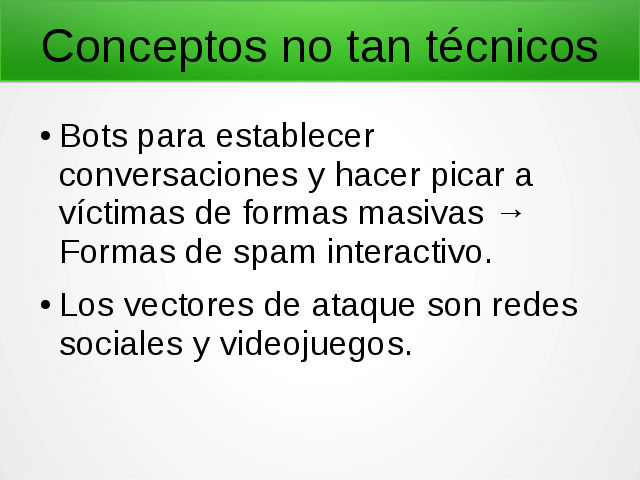 Conceptos no tan técnicos
● Bots para establecer
conversaciones y hacer picar a
víctimas de formas masivas →
Formas de spam interactivo.
● Los vectores de ataque son redes
sociales y videojuegos.